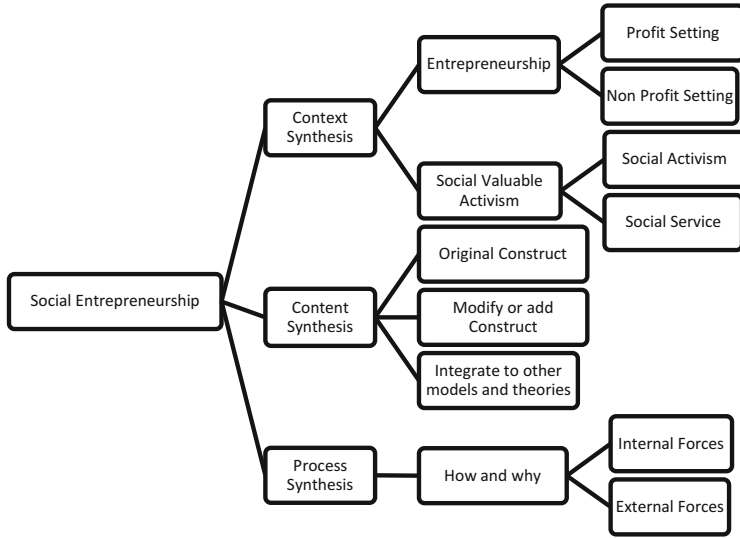 Social Entrepreneurship
Context
Synthesis
Entrepreneurship
Profit Setting
Non Profit Setting
Social Valuable
Activism
Social Activism
Social Service
Content
Synthesis
Original Construct
Modify or add
Construct
Integrate to other
models and theories
Process
Synthesis
How and why
Internal Forces
External Forces